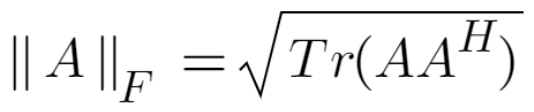 ‖ A ‖_F = √Tr(AA^H)